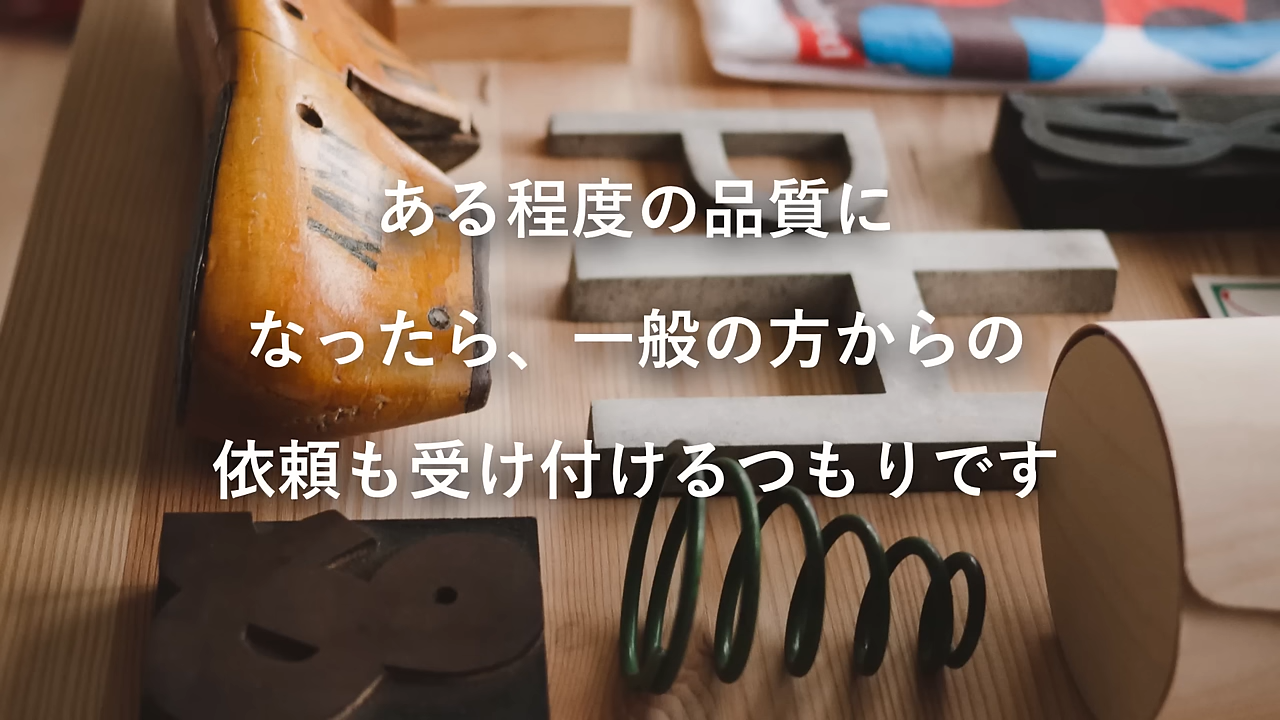 ある程度の品質に
なったら、一般の方からの
依頼も受け付けるつもりです